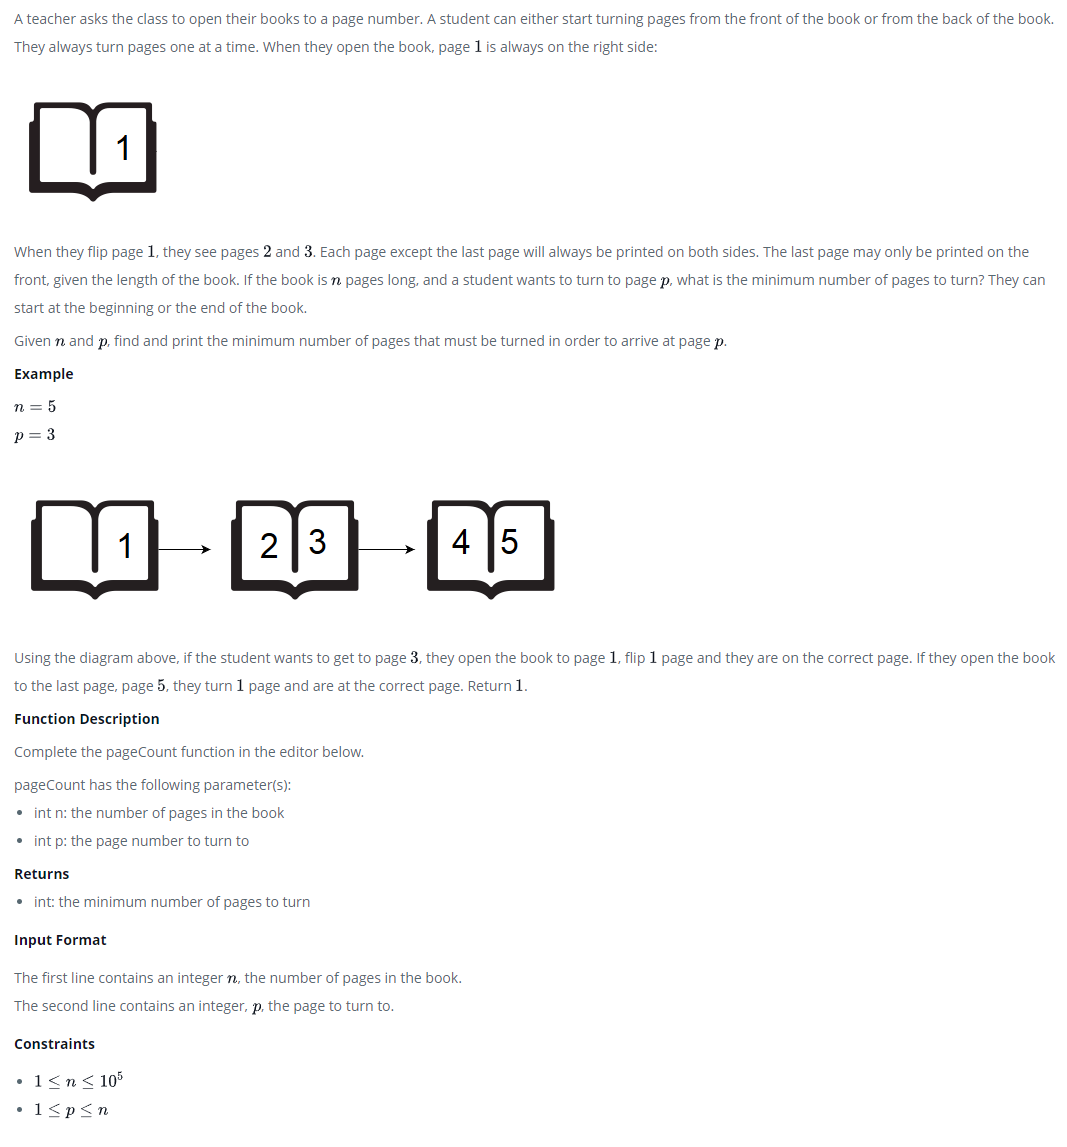 A teacher asks the class to open their books to a page number. A student can either start turning pages from the front of the book or from the back of the book.
They always turn pages one at a time. When they open the book, page 1 is always on the right side:
1
When they flip page 1, they see pages 2 and 3. Each page except the last page will always be printed on both sides. The last page may only be printed on the
front, given the length of the book. If the book is n pages long, and a student wants to turn to page p, what is the minimum number of pages to turn? They can
start at the beginning or the end of the book.
Given n and p, find and print the minimum number of pages that must be turned in order to arrive at page p.
Example
n = 5
p = 3
1 2 3 4 5
Using the diagram above, if the student wants to get to page 3, they open the book to page 1, flip 1 page and they are on the correct page. If they open the book
to the last page, page 5, they turn 1 page and are at the correct page. Return 1.
Function Description
Complete the pageCount function in the editor below.
pageCount has the following parameter(s):
• int n: the number of pages in the book
• int p: the page number to turn to
Returns
• int: the minimum number of pages to turn
Input Format
The first line contains an integer n, the number of pages in the book.
The second line contains an integer, p, the page to turn to.
Constraints
• 1 ≤ n ≤ 10⁵
• 1 ≤ p ≤ n